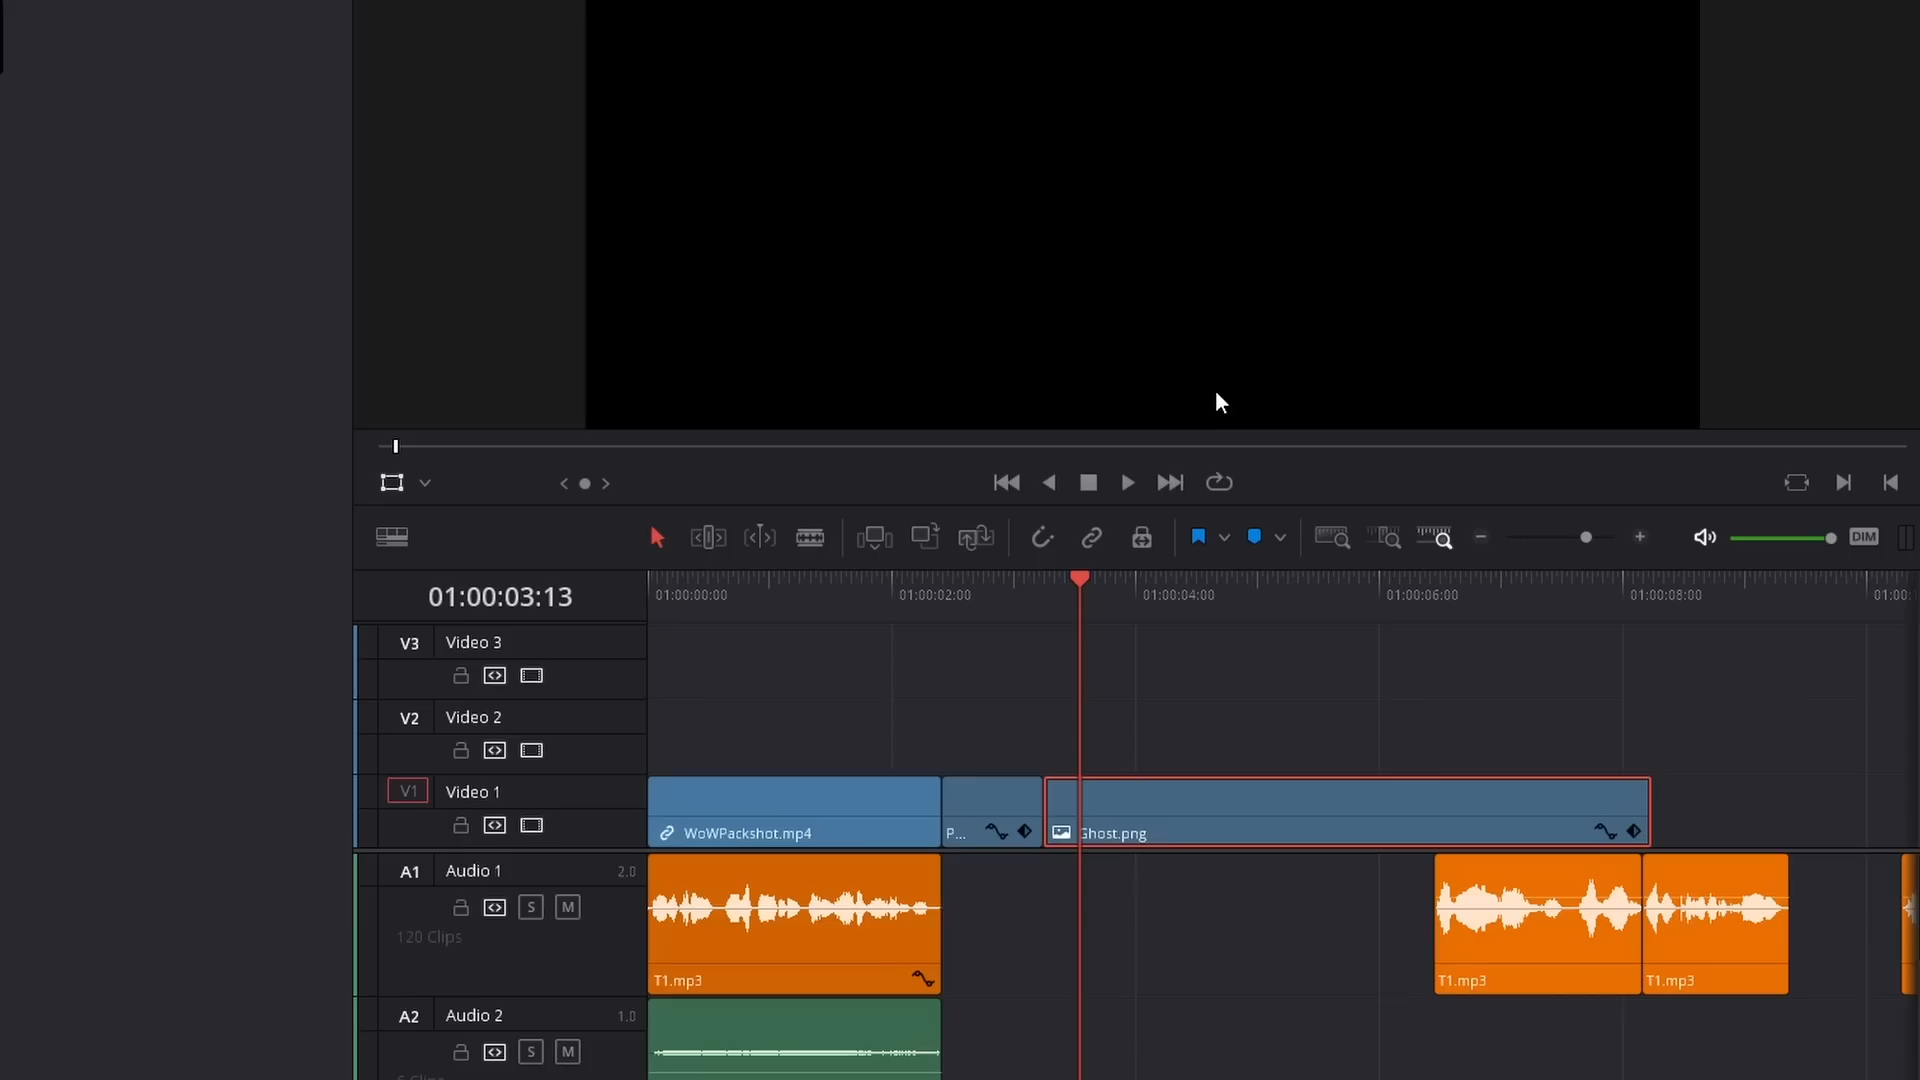 DIM
01:00:03:13
01:00:00:00 01:00:02:00 01:00:04:00 01:00:06:00 01:00:08:00 01:00:
V3 Video 3
V2 Video 2
V1 Video 1
WoWPackshot.mp4 P... Ghost.png
A1 Audio 1 2.0
S M
120 Clips
T1.mp3 T1.mp3 T1.mp3
A2 Audio 2 1.0
S M